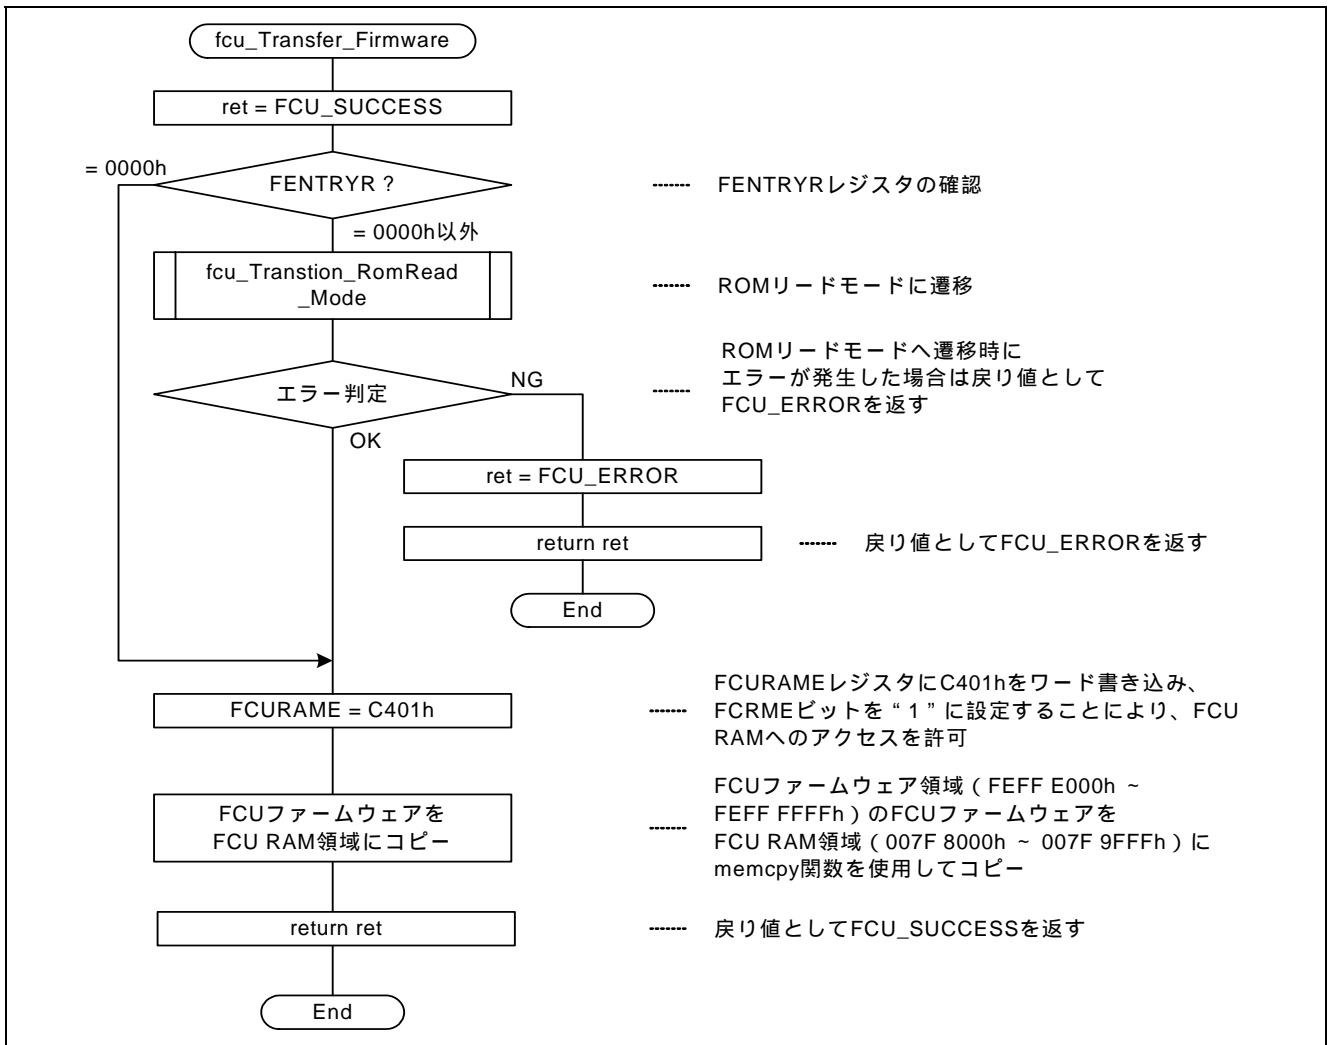 fcu_Transfer_Firmware
ret = FCU_SUCCESS
= 0000h
FENTRYR ?
FENTRYRレジスタの確認
= 0000h以外
fcu_Transtion_RomRead
_Mode
ROMリードモードに遷移
ROMリードモードへ遷移時に
エラーが発生した場合は戻り値として
FCU_ERRORを返す
エラー判定
NG
OK
ret = FCU_ERROR
return ret
戻り値としてFCU_ERRORを返す
End
FCURAME = C401h
FCURAMEレジスタにC401hをワード書き込み、
FCRMEビットを“1”に設定することにより、FCU
RAMへのアクセスを許可
FCUファームウェアを
FCU RAM領域にコピー
FCUファームウェア領域（FEFF E000h ~
FEFF FFFFh）のFCUファームウェアを
FCU RAM領域（007F 8000h ~ 007F 9FFFh）に
memcpy関数を使用してコピー
return ret
戻り値としてFCU_SUCCESSを返す
End